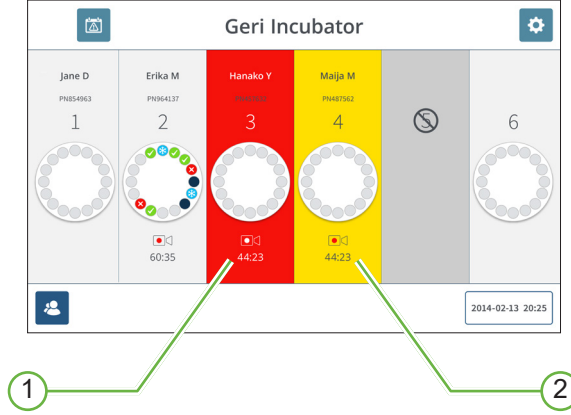 Geri Incubator
Jane D
Erika M
Hanako Y
Maija M
PN854963
PN964137
PN487562
1
2
3
4
5
6
60:35
44:23
44:23
2014-02-13 20:25
1
2